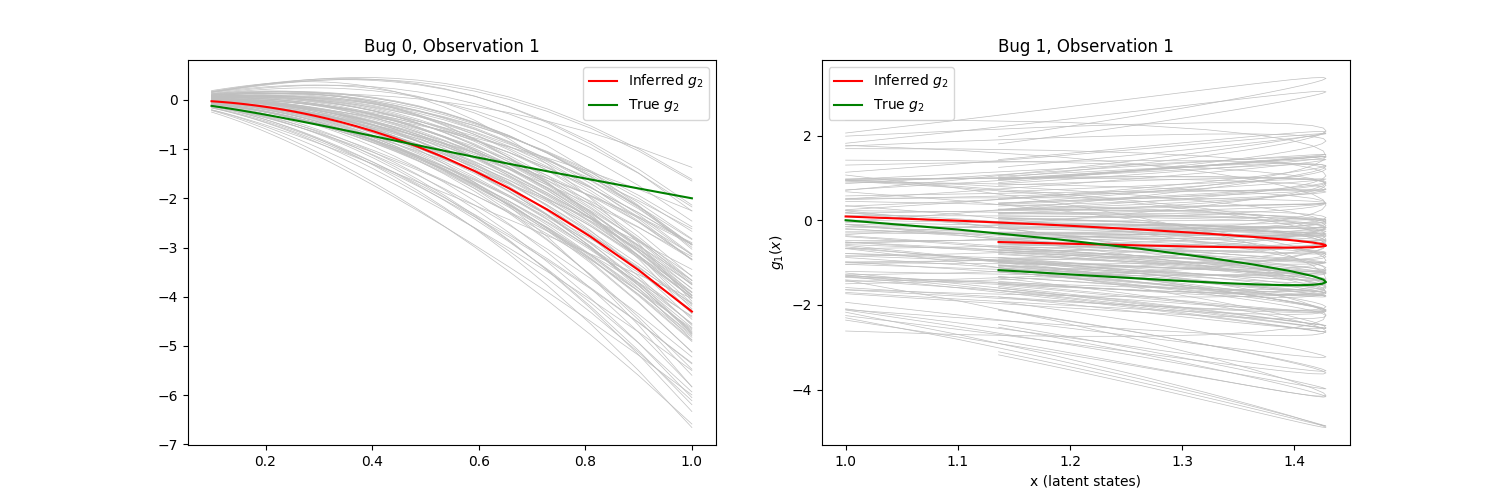 Bug 0, Observation 1
Inferred g₂
True g₂
0
−1
−2
−3
−4
−5
−6
−7
0.2
0.4
0.6
0.8
1.0
Bug 1, Observation 1
Inferred g₂
True g₂
g₁(x)
2
0
−2
−4
1.0
1.1
1.2
1.3
1.4
x (latent states)